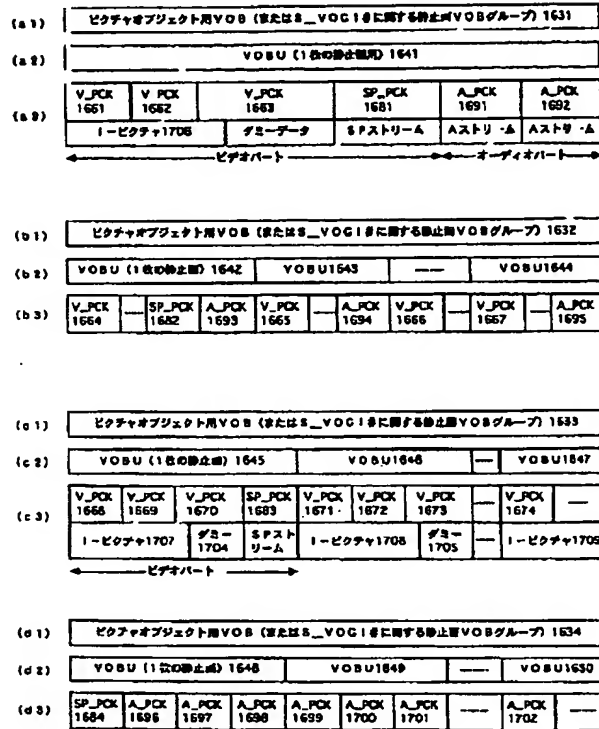 (a1) ピクチャオブジェクト用VOB (またはS__VOGI#に関する静止画VOBグループ) 1631
(a2) VOBU (1枚の静止画用) 1641
(a3) V_PCK 1661 V_PCK 1662 V_PCK 1663 SP_PCK 1681 A_PCK 1691 A_PCK 1692
I-ピクチャ1706 ダミーデータ SPストリーム Aストリーム Aストリーム
ビデオパート オーディオパート
(b1) ピクチャオブジェクト用VOB (またはS__VOGI#に関する静止画VOBグループ) 1632
(b2) VOBU (1枚の静止画) 1642 VOBU1643 —— VOBU1644
(b3) V_PCK 1664 — SP_PCK 1682 A_PCK 1693 V_PCK 1665 — A_PCK 1694 V_PCK 1666 — V_PCK 1667 — A_PCK 1695
(c1) ピクチャオブジェクト用VOB (またはS__VOGI#に関する静止画VOBグループ) 1633
(c2) VOBU (1枚の静止画) 1645 VOBU1646 — VOBU1647
(c3) V_PCK 1668 V_PCK 1669 V_PCK 1670 SP_PCK 1683 V_PCK 1671 V_PCK 1672 V_PCK 1673 — V_PCK 1674 —
I-ピクチャ1707 ダミー 1704 SPストリーム I-ピクチャ1708 ダミー 1705 — I-ピクチャ1709
ビデオパート
(d1) ピクチャオブジェクト用VOB (またはS__VOGI#に関する静止画VOBグループ) 1634
(d2) VOBU (1枚の静止画) 1648 VOBU1649 —— VOBU1650
(d3) SP_PCK 1684 A_PCK 1696 A_PCK 1697 A_PCK 1698 A_PCK 1699 A_PCK 1700 A_PCK 1701 —— A_PCK 1702 —